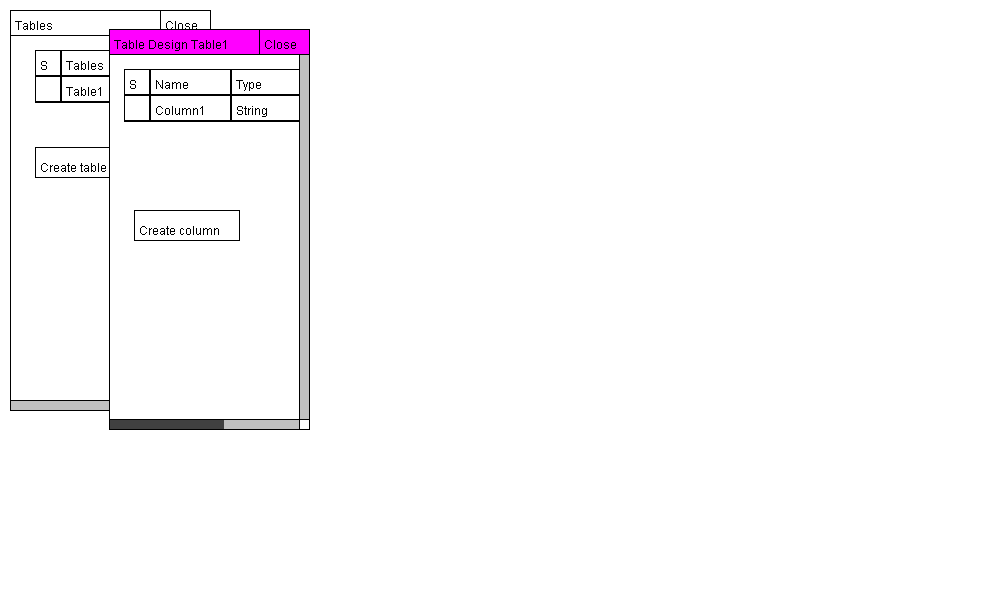 Tables Close
Table Design Table1 Close
S Tables
Table1
Create table
S Name Type
Column1 String
Create column